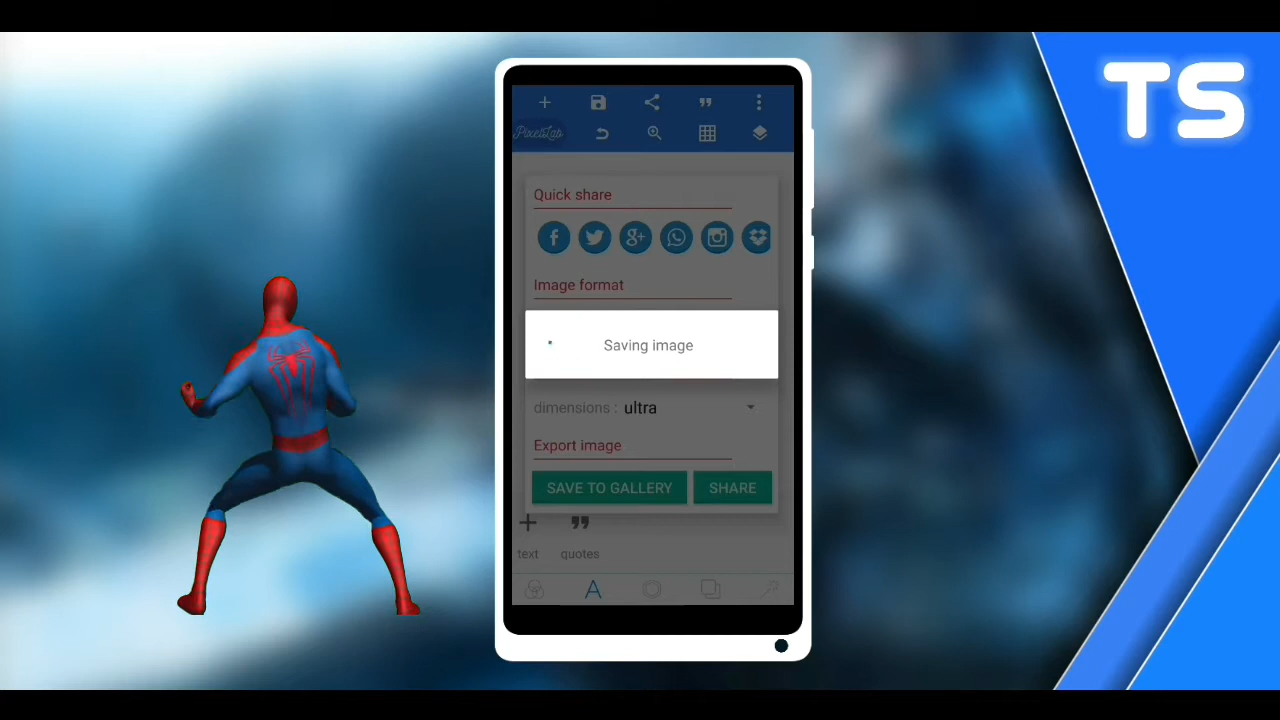 TS
PixelLab
Quick share
Image format
Saving image
dimensions : ultra
Export image
SAVE TO GALLERY
SHARE
text
quotes